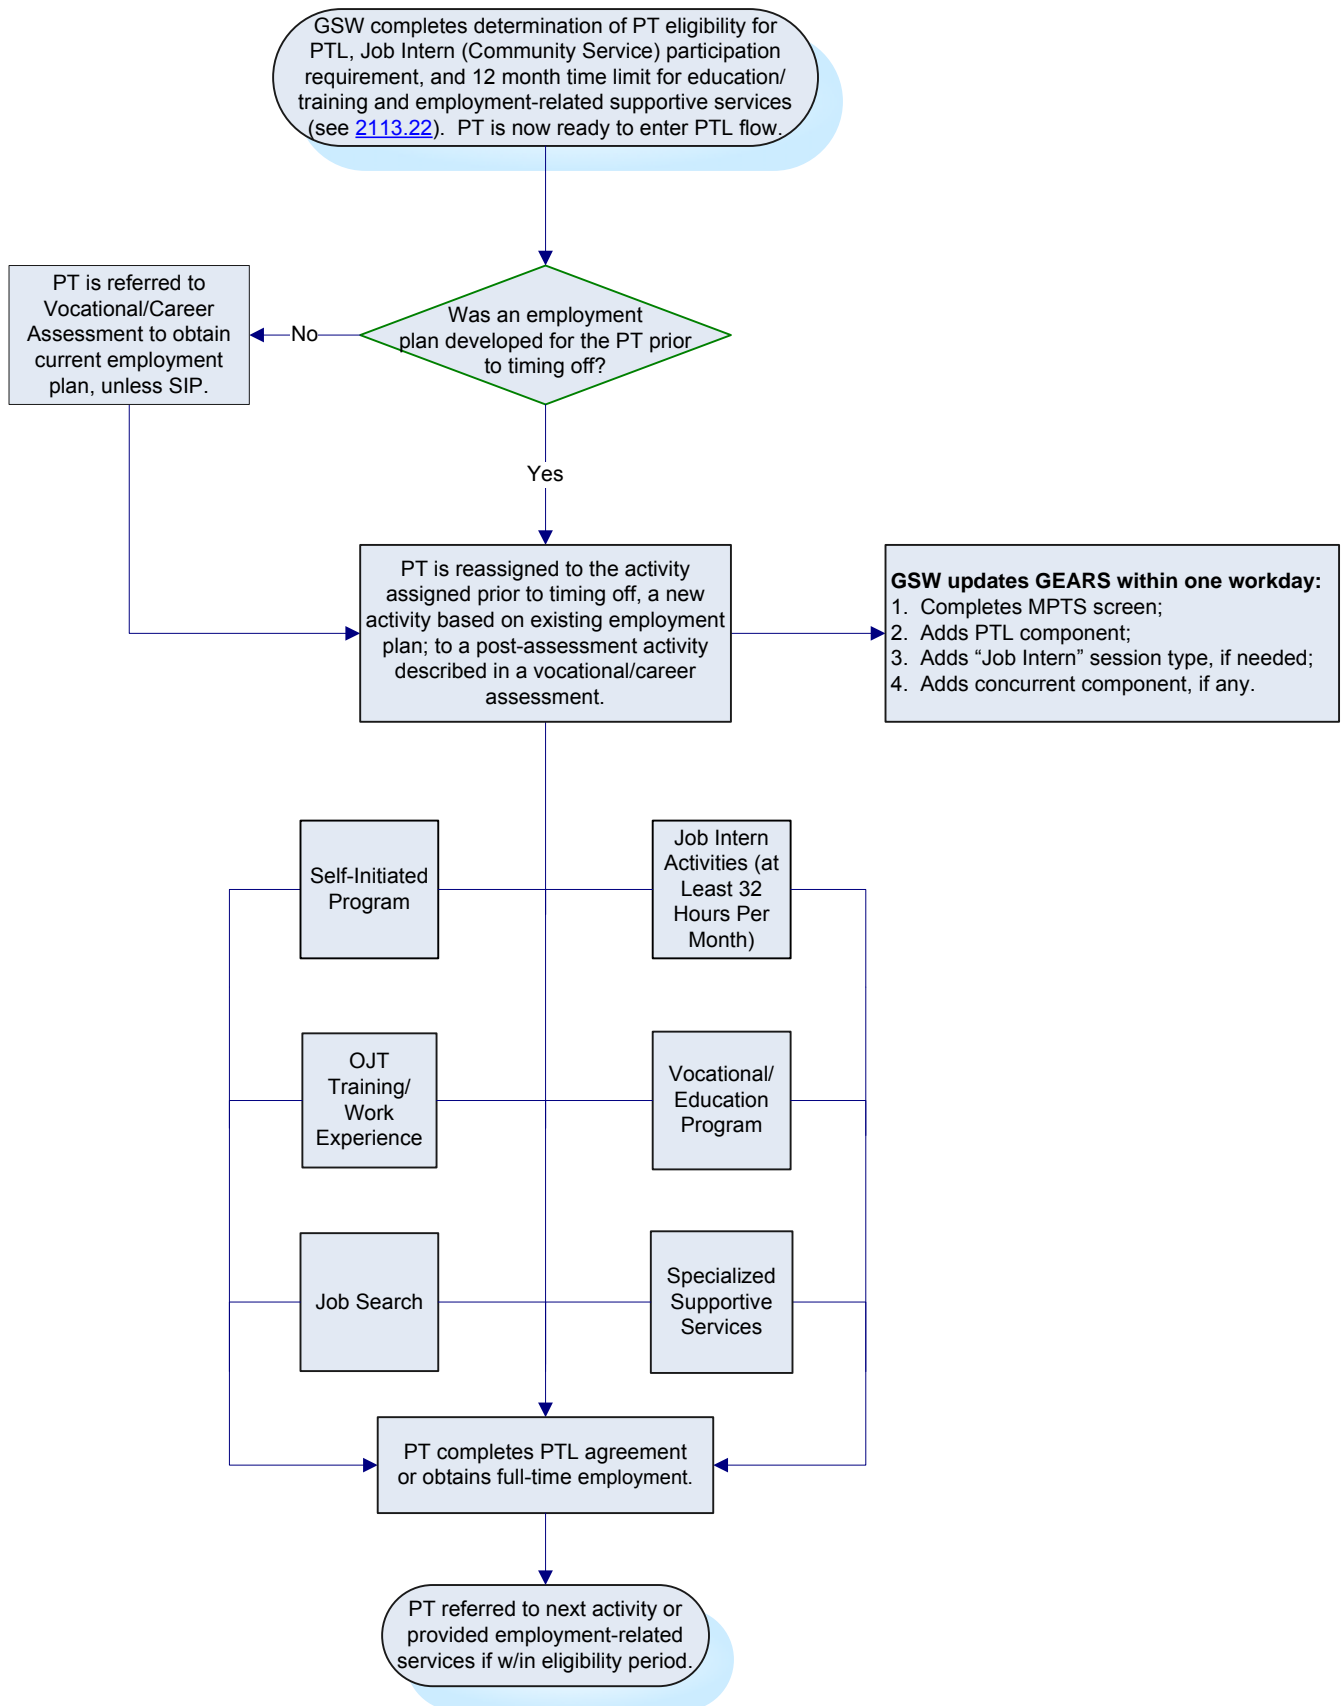 GSW completes determination of PT eligibility for
PTL, Job Intern (Community Service) participation
requirement, and 12 month time limit for education/
training and employment-related supportive services
(see 2113.22).  PT is now ready to enter PTL flow.
PT is referred to
Vocational/Career
Assessment to obtain
current employment
plan, unless SIP.
No
Was an employment
plan developed for the PT prior
to timing off?
Yes
PT is reassigned to the activity
assigned prior to timing off, a new
activity based on existing employment
plan; to a post-assessment activity
described in a vocational/career
assessment.
GSW updates GEARS within one workday:
1.  Completes MPTS screen;
2.  Adds PTL component;
3.  Adds “Job Intern” session type, if needed;
4.  Adds concurrent component, if any.
Self-Initiated
Program
Job Intern
Activities (at
Least 32
Hours Per
Month)
OJT
Training/
Work
Experience
Vocational/
Education
Program
Job Search
Specialized
Supportive
Services
PT completes PTL agreement
or obtains full-time employment.
PT referred to next activity or
provided employment-related
services if w/in eligibility period.